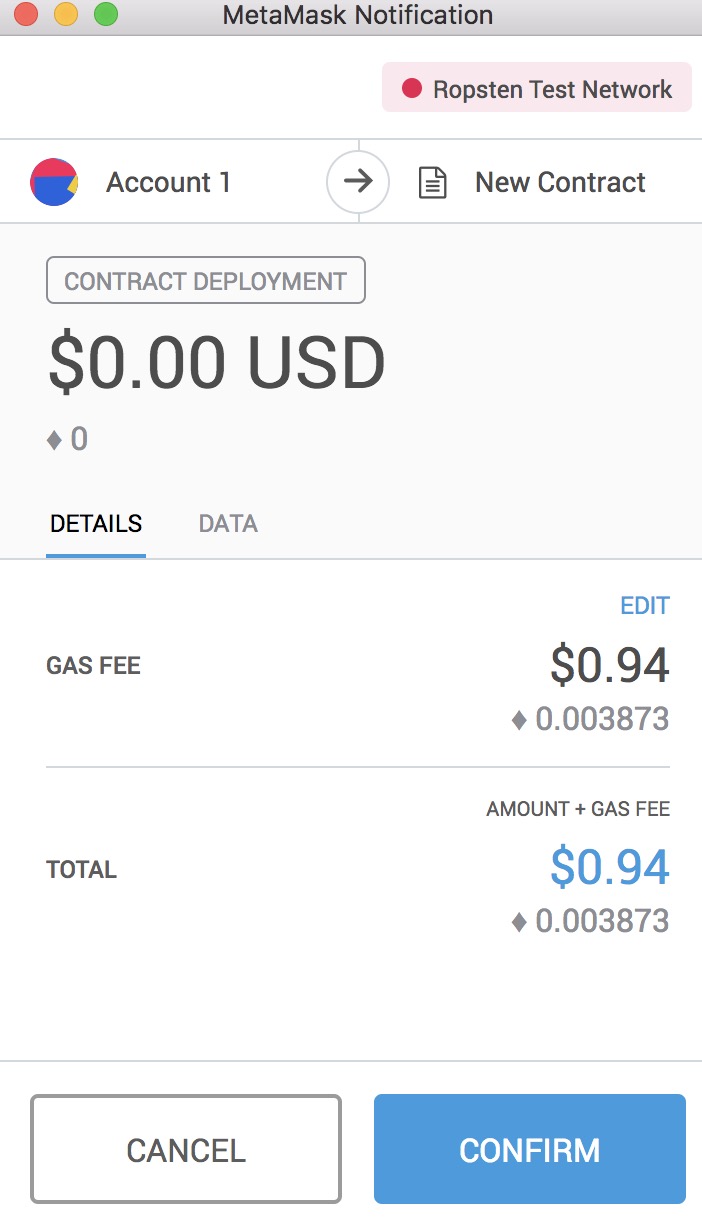 MetaMask Notification
Ropsten Test Network
Account 1
New Contract
CONTRACT DEPLOYMENT
$0.00 USD
♦ 0
DETAILS DATA
EDIT
GAS FEE $0.94
♦ 0.003873
AMOUNT + GAS FEE
TOTAL $0.94
♦ 0.003873
CANCEL CONFIRM